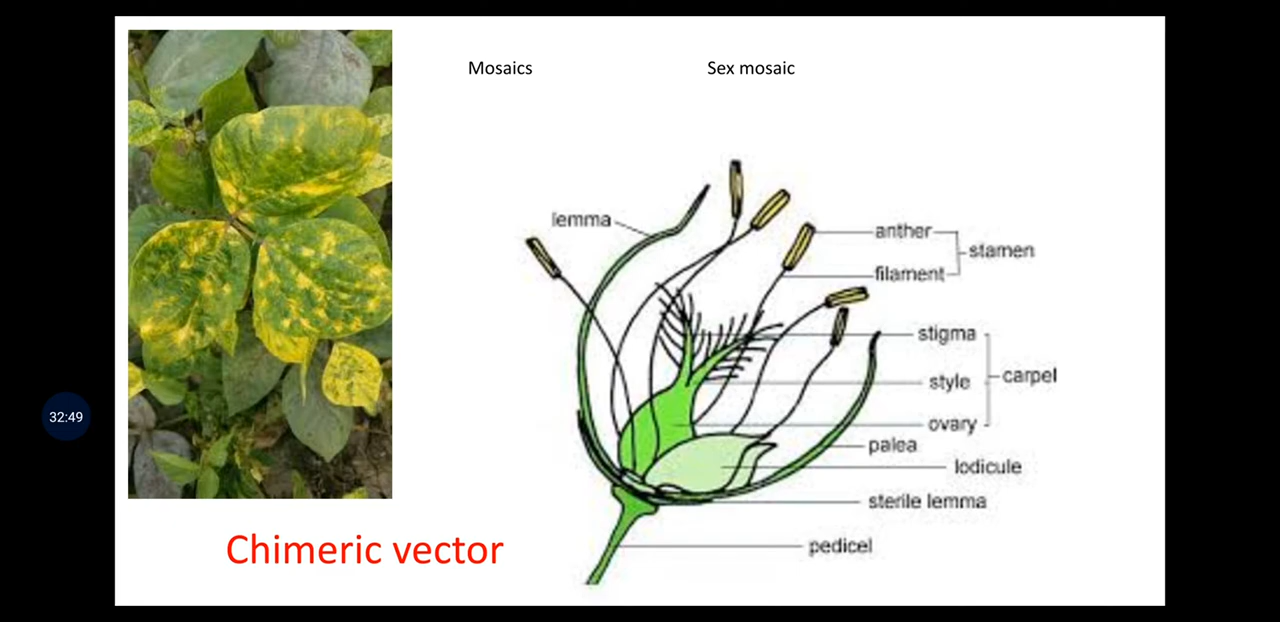 Mosaics
Sex mosaic
lemma
anther
stamen
filament
stigma
carpel
style
ovary
palea
lodicule
sterile lemma
pedicel
32:49
Chimeric vector